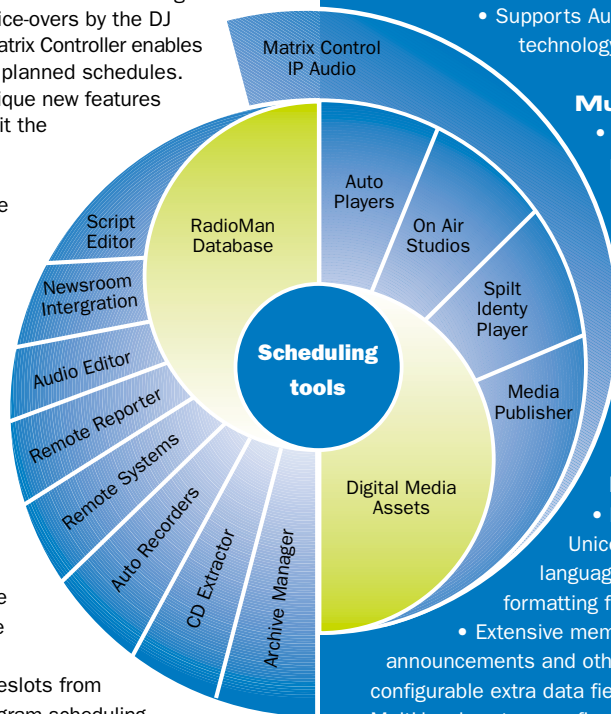 ice-overs by the DJ
atrix Controller enables
planned schedules.
ique new features
it the
eslots from
• Supports Au
technology
Mu
Unico
languag
formatting f
• Extensive mem
announcements and oth
configurable extra data fie
Matrix Control
IP Audio
RadioMan
Database
Auto
Players
On Air
Studios
Spilt
Identy
Player
Media
Publisher
Scheduling
tools
Digital Media
Assets
Script
Editor
Newsroom
Intergration
Audio Editor
Remote Reporter
Remote Systems
Auto Recorders
CD Extractor
Archive Manager